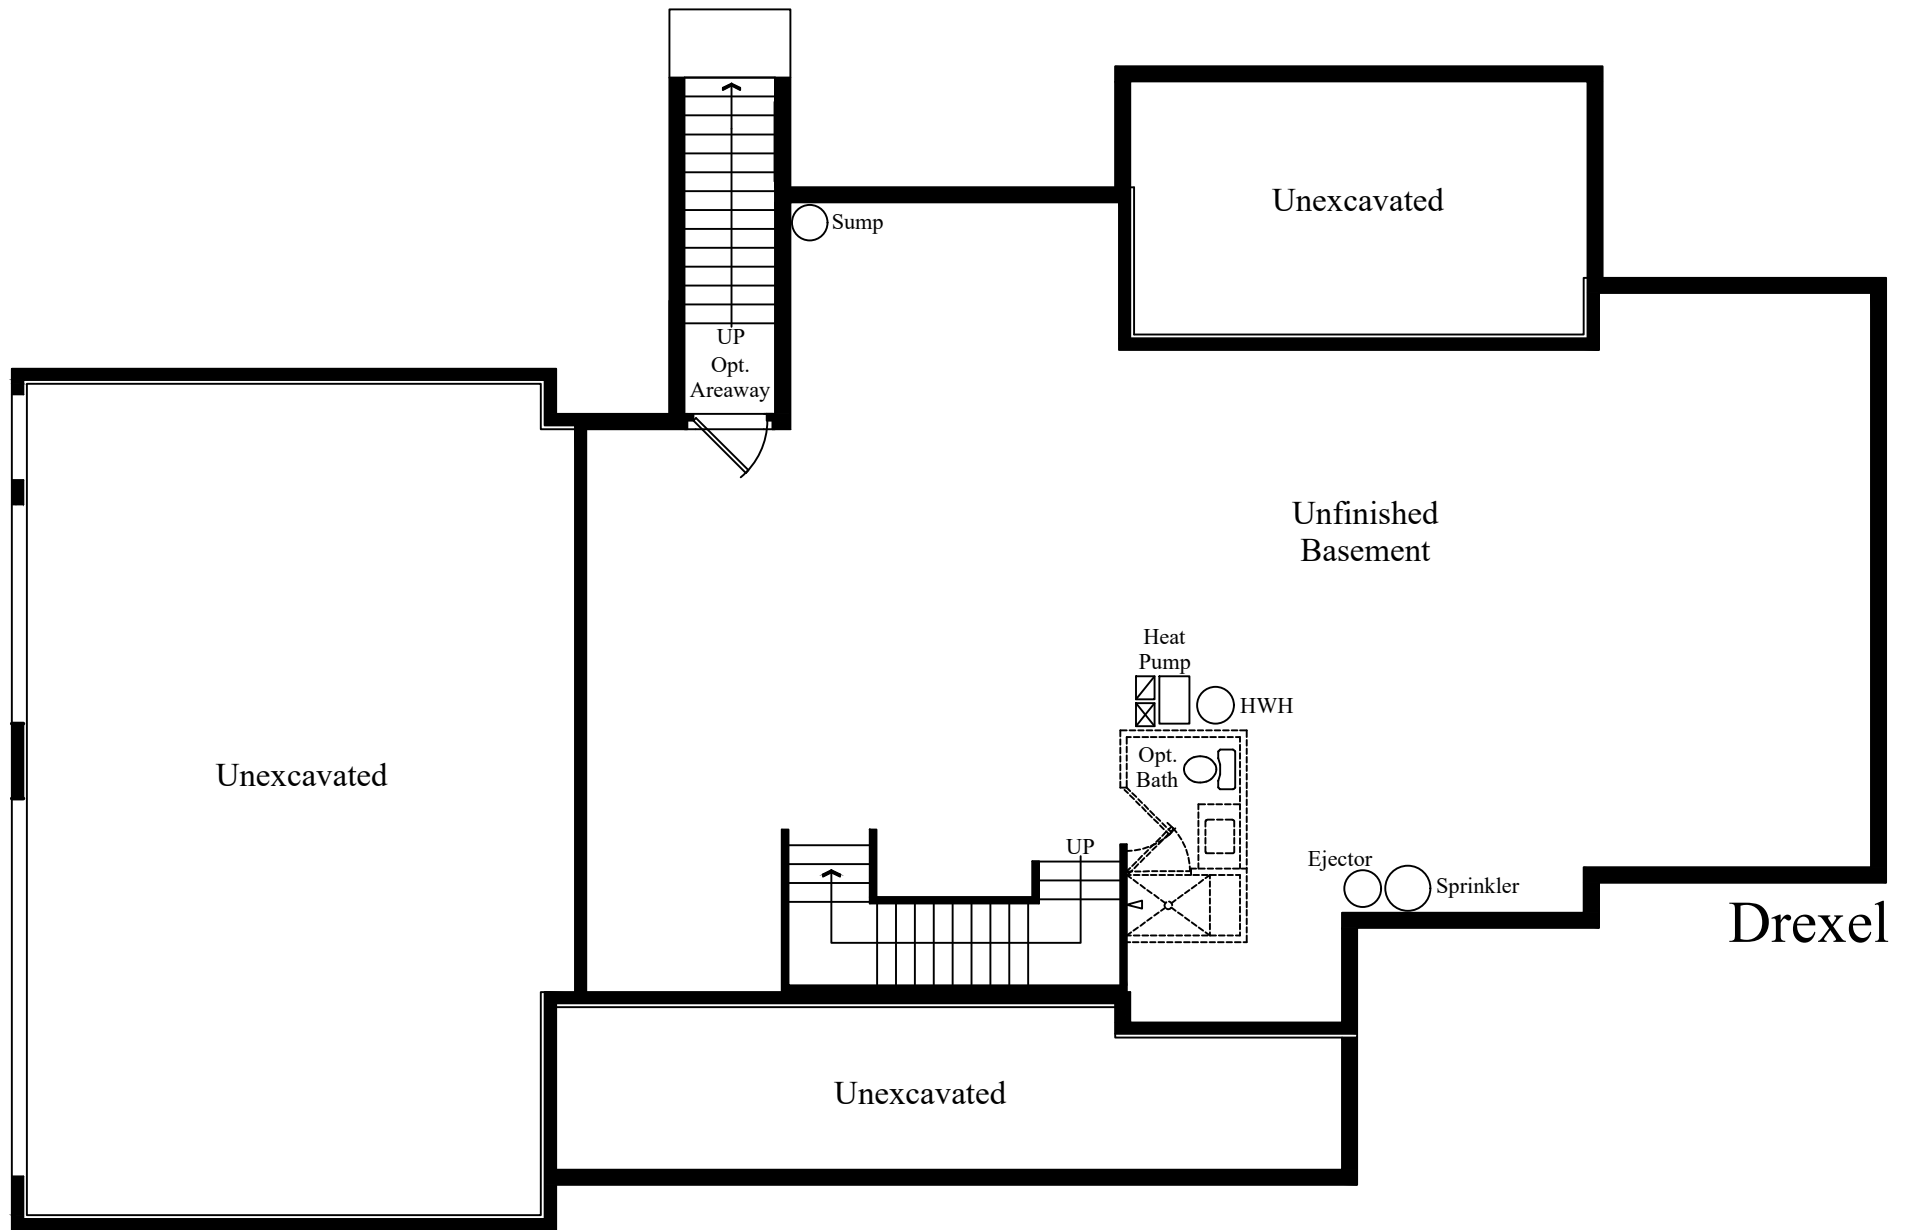 Unexcavated
Sump
UP
Opt.
Areaway
Unfinished
Basement
Heat
Pump
HWH
Opt.
Bath
Unexcavated
UP
Ejector
Sprinkler
Drexel
Unexcavated